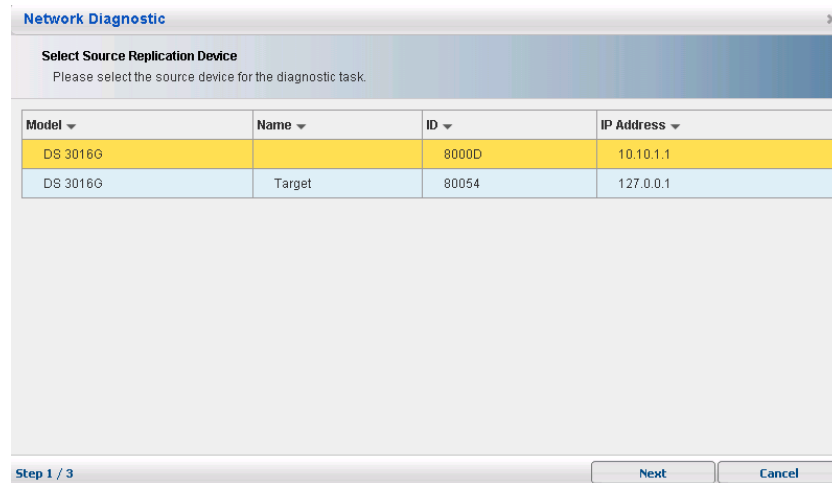 Network Diagnostic
Select Source Replication Device
Please select the source device for the diagnostic task.
Model Name ID IP Address
DS 3016G 8000D 10.10.1.1
DS 3016G Target 80054 127.0.0.1
Step 1 / 3 Next Cancel